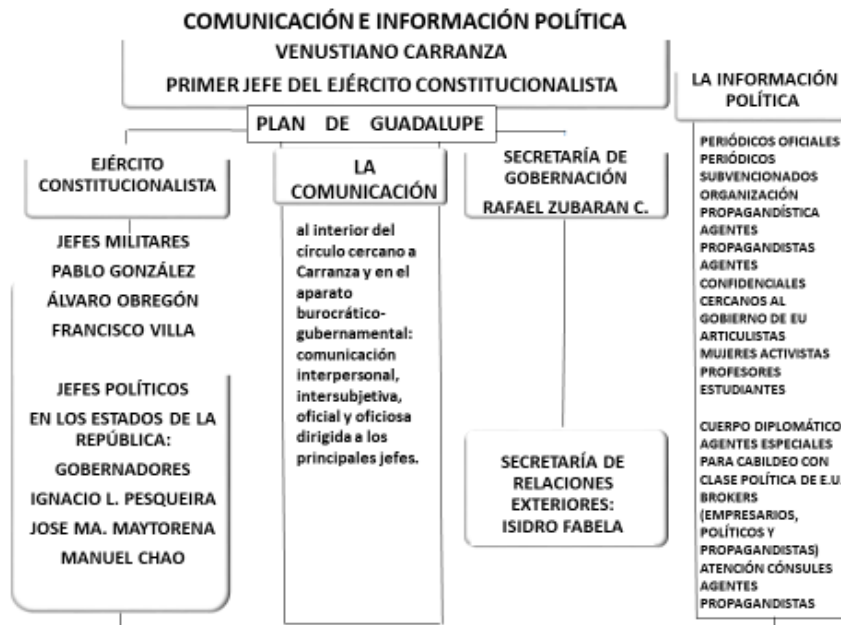 COMUNICACIÓN E INFORMACIÓN POLÍTICA
VENUSTIANO CARRANZA
PRIMER JEFE DEL EJÉRCITO CONSTITUCIONALISTA
PLAN DE GUADALUPE
EJÉRCITO
CONSTITUCIONALISTA
JEFES MILITARES
PABLO GONZÁLEZ
ÁLVARO OBREGÓN
FRANCISCO VILLA
JEFES POLÍTICOS
EN LOS ESTADOS DE LA
REPÚBLICA:
GOBERNADORES
IGNACIO L. PESQUEIRA
JOSE MA. MAYTORENA
MANUEL CHAO
LA
COMUNICACIÓN
al interior del
círculo cercano a
Carranza y en el
aparato
burocrático-
gubernamental:
comunicación
interpersonal,
intersubjetiva,
oficial y oficiosa
dirigida a los
principales jefes.
SECRETARÍA DE
GOBERNACIÓN
RAFAEL ZUBARAN C.
SECRETARÍA DE
RELACIONES
EXTERIORES:
ISIDRO FABELA
LA INFORMACIÓN
POLÍTICA
PERIÓDICOS OFICIALES
PERIÓDICOS
SUBVENCIONADOS
ORGANIZACIÓN
PROPAGANDÍSTICA
AGENTES
PROPAGANDISTAS
AGENTES
CONFIDENCIALES
CERCANOS AL
GOBIERNO DE EU
ARTICULISTAS
MUJERES ACTIVISTAS
PROFESORES
ESTUDIANTES
CUERPO DIPLOMÁTICO
AGENTES ESPECIALES
PARA CABILDEO CON
CLASE POLÍTICA DE E.U.
BROKERS
(EMPRESARIOS,
POLÍTICOS Y
PROPAGANDISTAS)
ATENCIÓN CÓNSULES
AGENTES
PROPAGANDISTAS